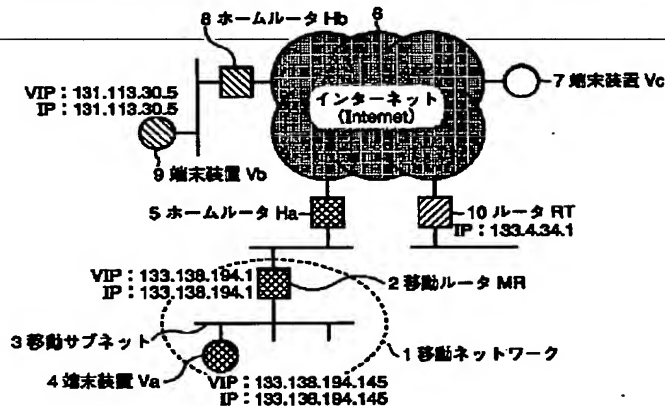 8 ホームルータ Hb
6
VIP：131.113.30.5
IP：131.113.30.5
インターネット
(Internet)
7 端末装置 Vc
9 端末装置 Vb
5 ホームルータ Ha
10 ルータ RT
IP：133.4.34.1
VIP：133.138.194.1
IP：133.138.194.1
2 移動ルータ MR
3 移動サブネット
1 移動ネットワーク
4 端末装置 Va
VIP：133.138.194.145
IP：133.138.194.145